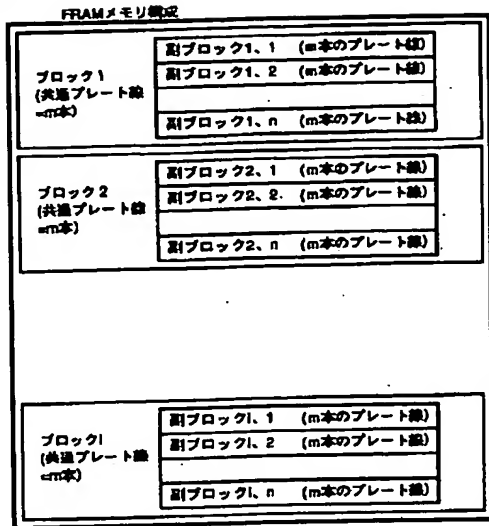 FRAMメモリ構成
ブロック1
(共通プレート線
=m本)
副ブロック1、1 (m本のプレート線)
副ブロック1、2 (m本のプレート線)
副ブロック1、n (m本のプレート線)
ブロック2
(共通プレート線
=m本)
副ブロック2、1 (m本のプレート線)
副ブロック2、2. (m本のプレート線)
副ブロック2、n (m本のプレート線)
ブロックl
(共通プレート線
=m本)
副ブロックl、1 (m本のプレート線)
副ブロックl、2 (m本のプレート線)
副ブロックl、n (m本のプレート線)